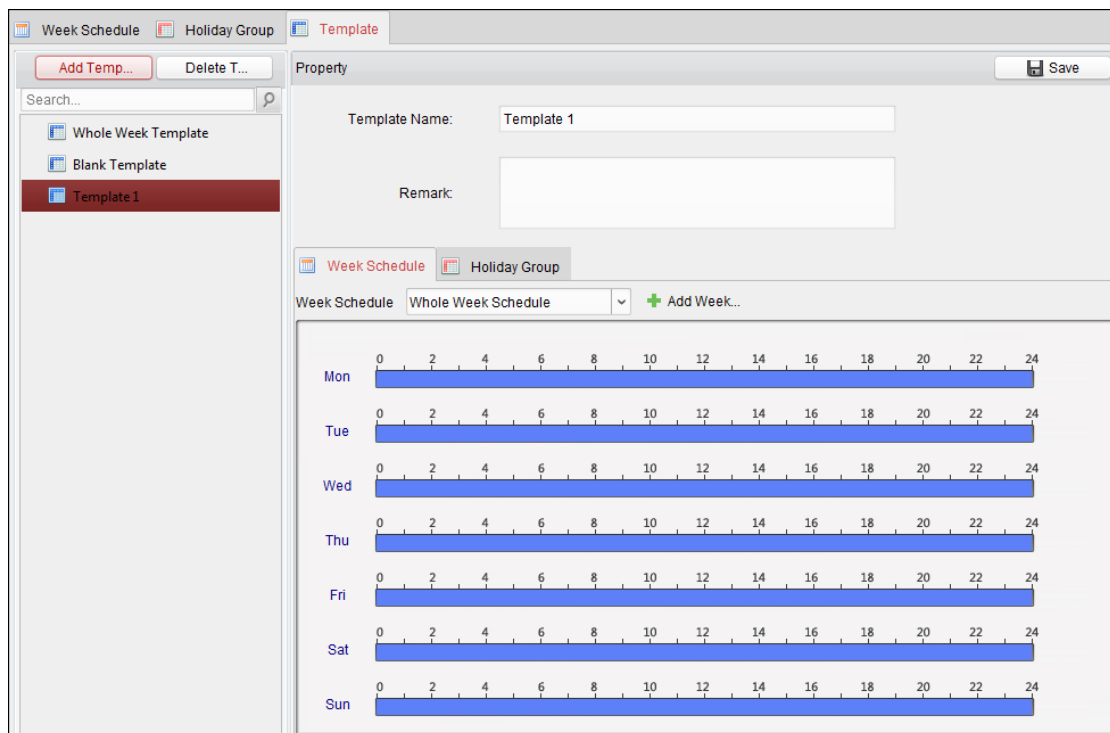 Week Schedule Holiday Group Template
Add Temp... Delete T...
Search...
Whole Week Template
Blank Template
Template 1
Property Save
Template Name: Template 1
Remark:
Week Schedule Holiday Group
Week Schedule Whole Week Schedule Add Week...
0 2 4 6 8 10 12 14 16 18 20 22 24
Mon
0 2 4 6 8 10 12 14 16 18 20 22 24
Tue
0 2 4 6 8 10 12 14 16 18 20 22 24
Wed
0 2 4 6 8 10 12 14 16 18 20 22 24
Thu
0 2 4 6 8 10 12 14 16 18 20 22 24
Fri
0 2 4 6 8 10 12 14 16 18 20 22 24
Sat
0 2 4 6 8 10 12 14 16 18 20 22 24
Sun